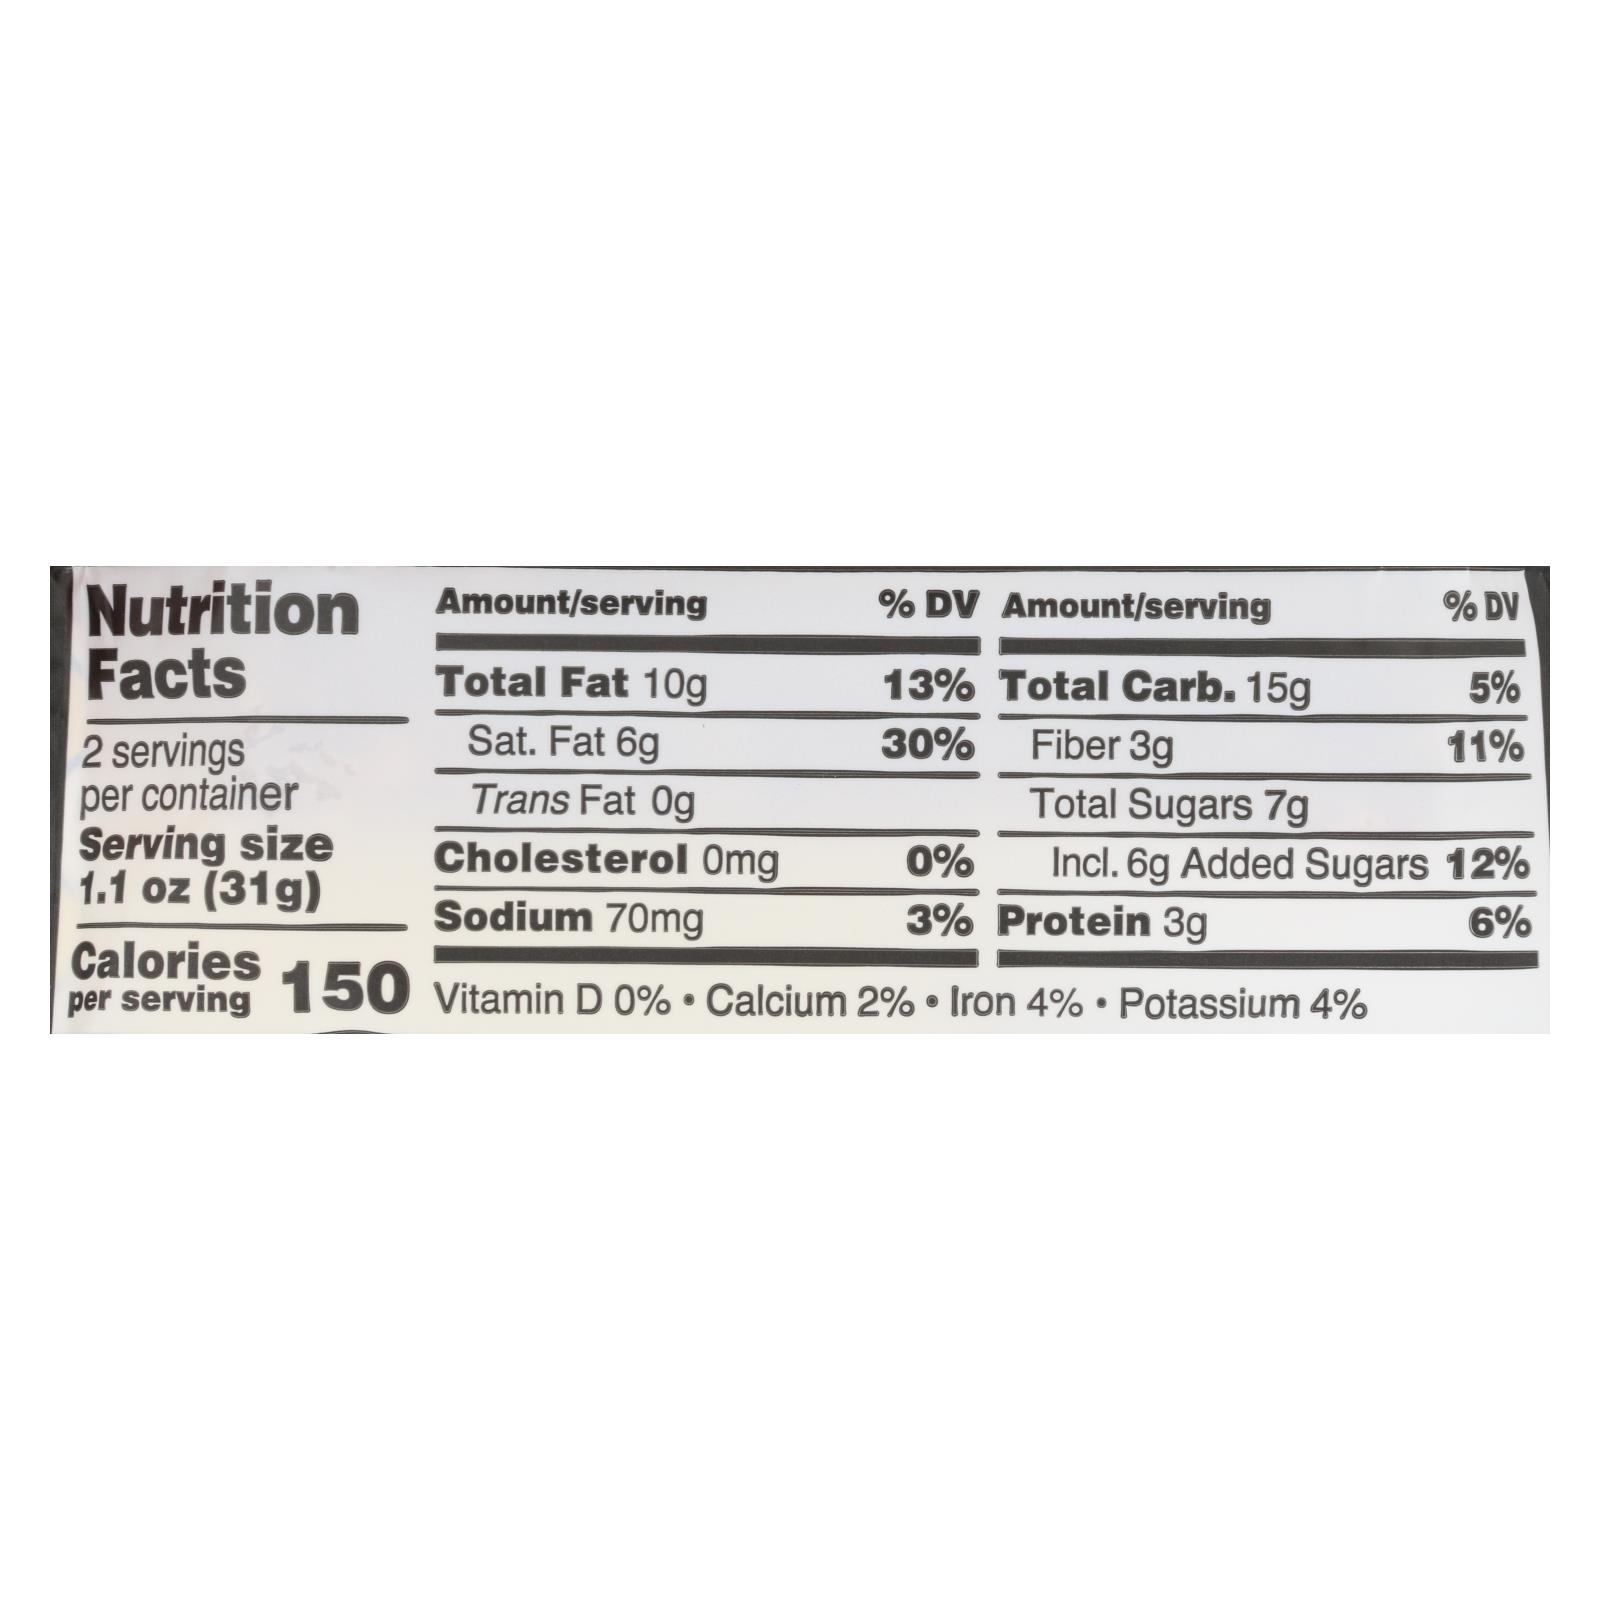 Nutrition
Facts
2 servings
per container
Serving size
1.1 oz (31g)
Calories
per serving 150
Amount/serving % DV
Total Fat 10g 13%
Sat. Fat 6g 30%
Trans Fat 0g
Cholesterol 0mg 0%
Sodium 70mg 3%
Amount/serving % DV
Total Carb. 15g 5%
Fiber 3g 11%
Total Sugars 7g
Incl. 6g Added Sugars 12%
Protein 3g 6%
Vitamin D 0% • Calcium 2% • Iron 4% • Potassium 4%